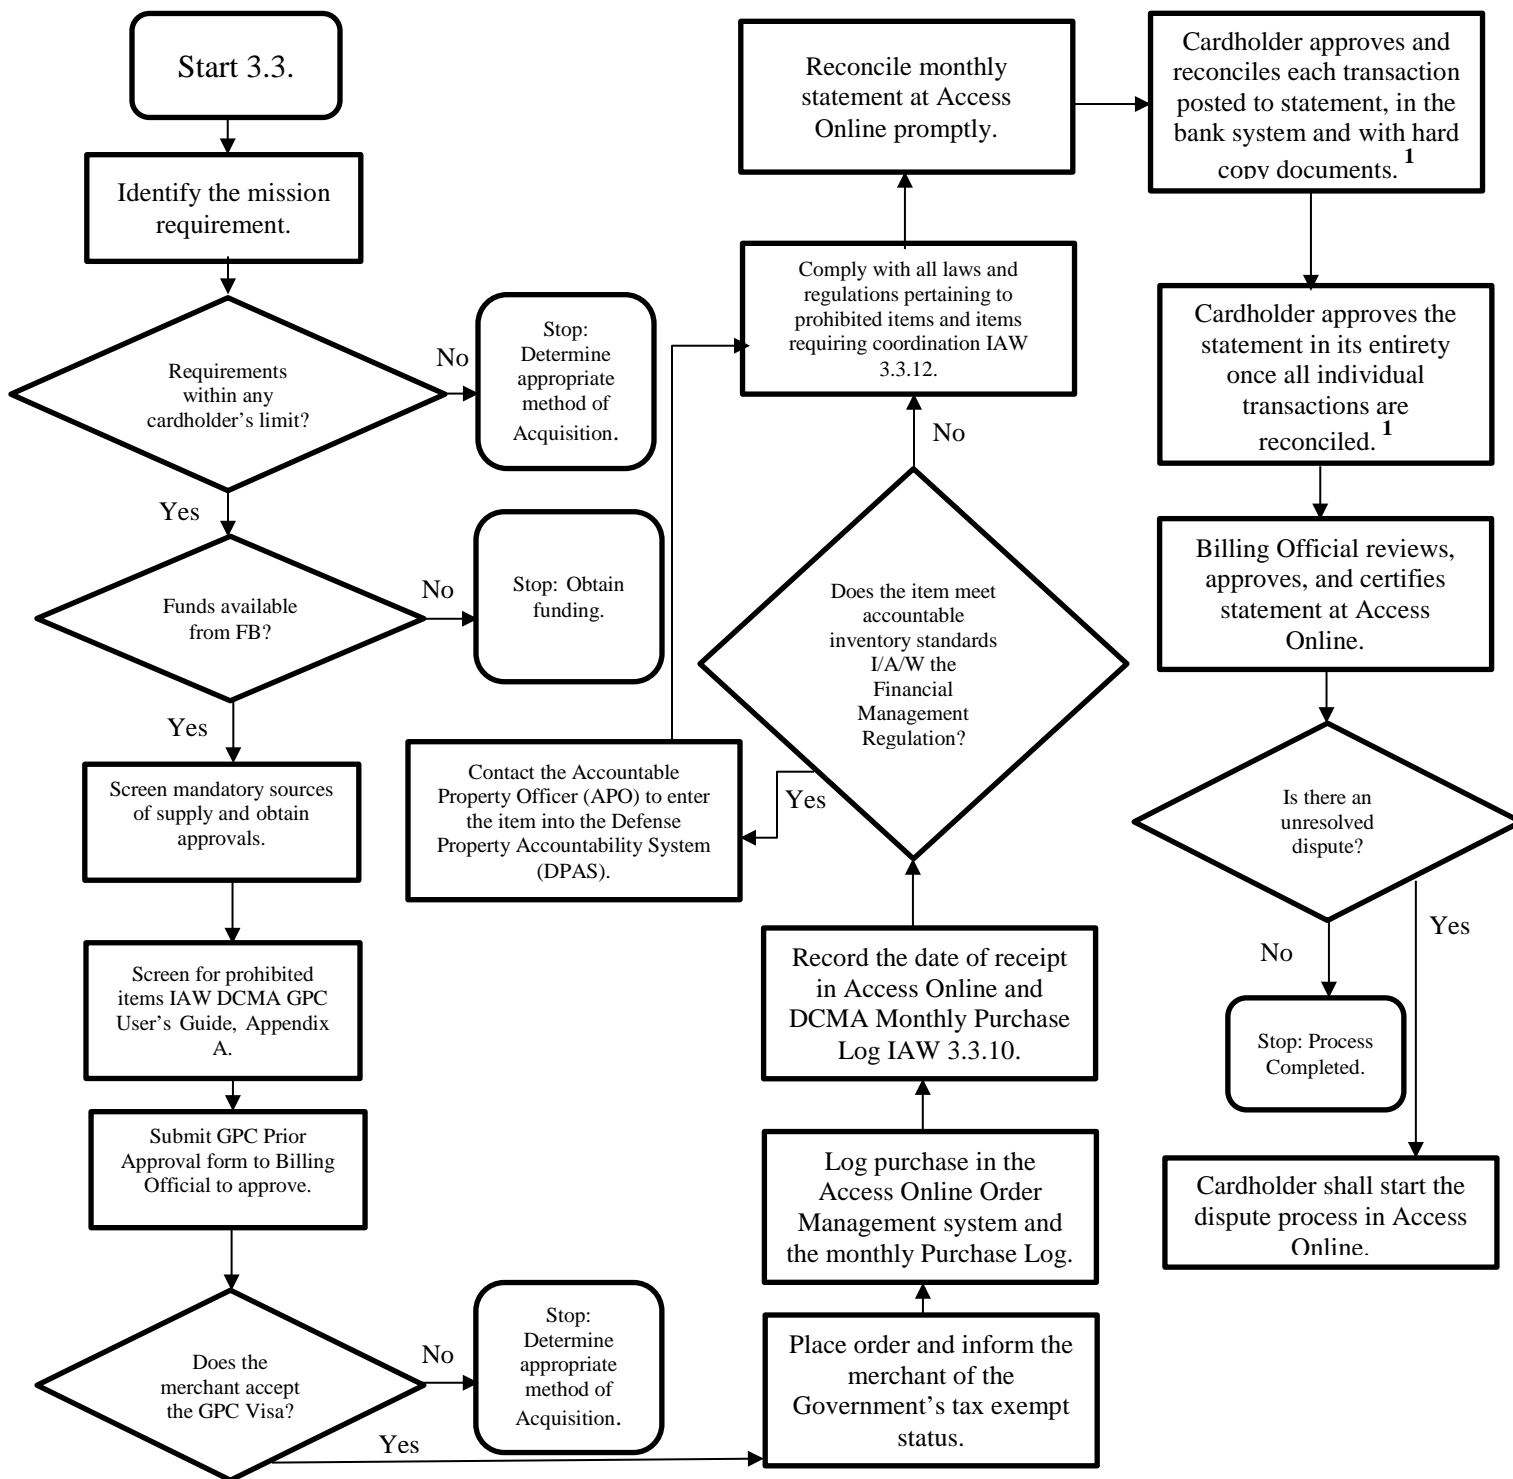 Start 3.3.
Identify the mission
requirement.
Requirements
within any
cardholder’s limit?
No
Stop:
Determine
appropriate
method of
Acquisition.
Yes
Funds available
from FB?
No
Stop: Obtain
funding.
Yes
Screen mandatory sources
of supply and obtain
approvals.
Screen for prohibited
items IAW DCMA GPC
User’s Guide, Appendix
A.
Submit GPC Prior
Approval form to Billing
Official to approve.
Does the
merchant accept
the GPC Visa?
No
Stop:
Determine
appropriate
method of
Acquisition.
Yes
Place order and inform the
merchant of the
Government’s tax exempt
status.
Log purchase in the
Access Online Order
Management system and
the monthly Purchase Log.
Record the date of receipt
in Access Online and
DCMA Monthly Purchase
Log IAW 3.3.10.
Does the item meet
accountable
inventory standards
I/A/W the
Financial
Management
Regulation?
Yes
Contact the Accountable
Property Officer (APO) to enter
the item into the Defense
Property Accountability System
(DPAS).
No
Comply with all laws and
regulations pertaining to
prohibited items and items
requiring coordination IAW
3.3.12.
Reconcile monthly
statement at Access
Online promptly.
Cardholder approves and
reconciles each transaction
posted to statement, in the
bank system and with hard
copy documents. 1
Cardholder approves the
statement in its entirety
once all individual
transactions are
reconciled. 1
Billing Official reviews,
approves, and certifies
statement at Access
Online.
Is there an
unresolved
dispute?
No
Stop: Process
Completed.
Yes
Cardholder shall start the
dispute process in Access
Online.